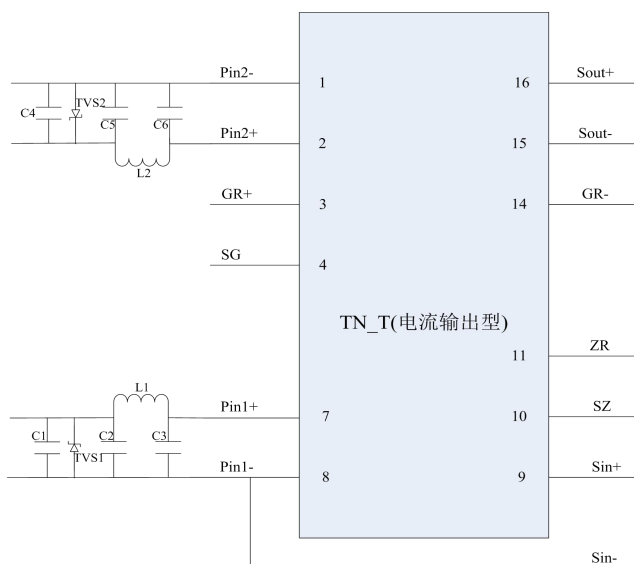 Pin2-
1
16
Sout+
C4
TVS2
C5
C6
Pin2+
2
15
Sout-
L2
GR+
3
14
GR-
SG
4
TN_T(电流输出型)
11
ZR
L1
Pin1+
7
10
SZ
C1
TVS1
C2
C3
Pin1-
8
9
Sin+
Sin-